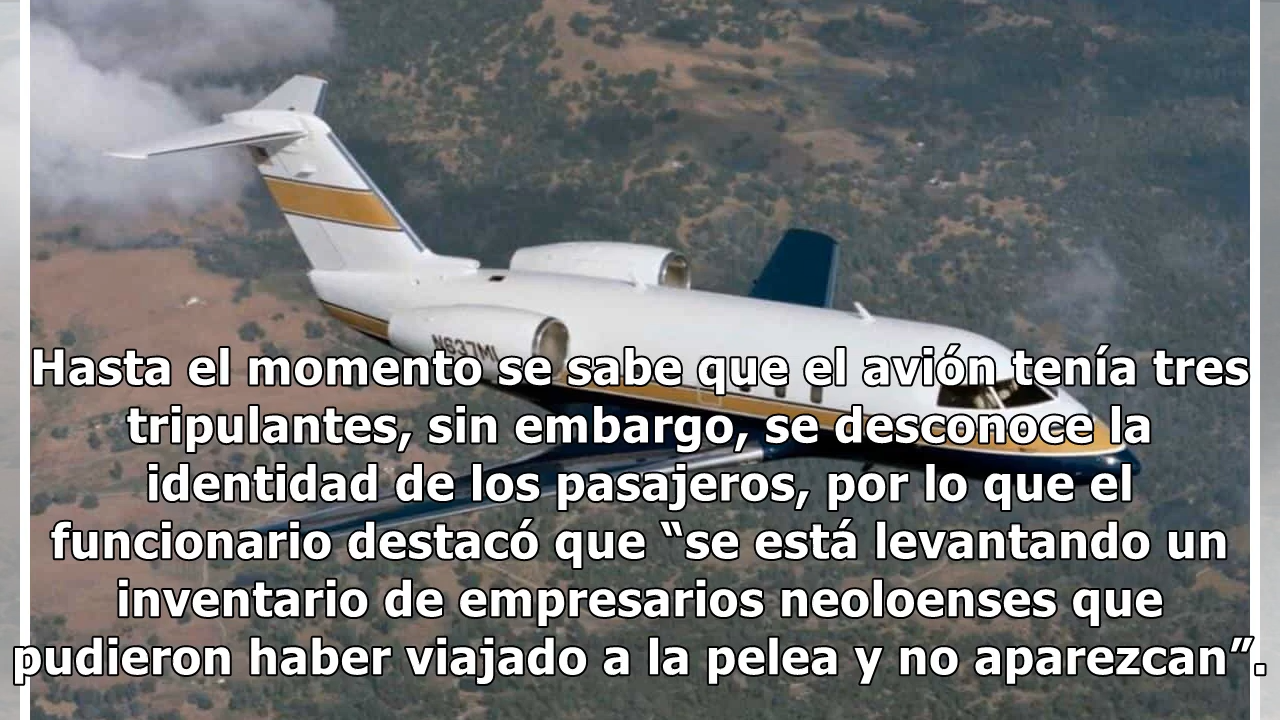 N637ML
Hasta el momento se sabe que el avión tenía tres
tripulantes, sin embargo, se desconoce la
identidad de los pasajeros, por lo que el
funcionario destacó que “se está levantando un
inventario de empresarios neoloenses que
pudieron haber viajado a la pelea y no aparezcan”.